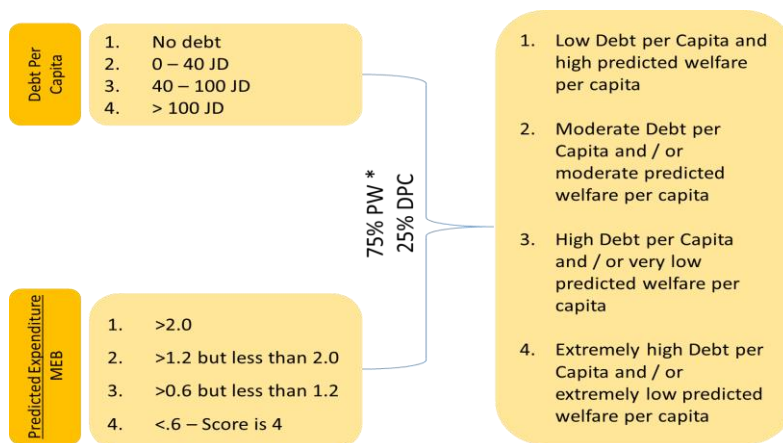 Debt Per
Capita
1. No debt
2. 0 – 40 JD
3. 40 – 100 JD
4. > 100 JD
75% PW *
25% DPC
Predicted Expenditure
MEB
1. >2.0
2. >1.2 but less than 2.0
3. >0.6 but less than 1.2
4. <.6 – Score is 4
1. Low Debt per Capita and
high predicted welfare
per capita
2. Moderate Debt per
Capita and / or
moderate predicted
welfare per capita
3. High Debt per Capita
and / or very low
predicted welfare per
capita
4. Extremely high Debt per
Capita and / or
extremely low predicted
welfare per capita